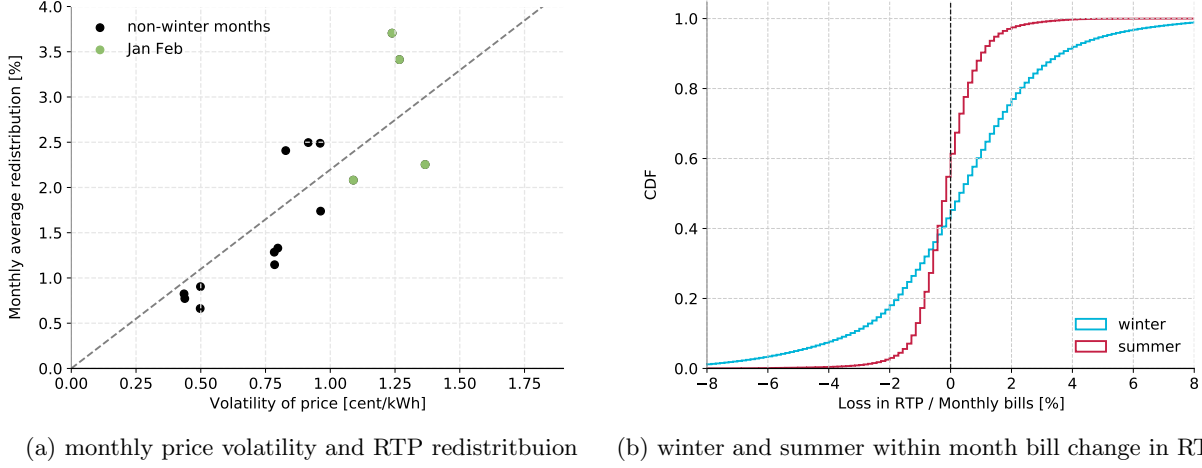 4.0
3.5
3.0
2.5
2.0
1.5
1.0
0.5
0.0
Monthly average redistribution [%]
non-winter months
Jan Feb
0.00 0.25 0.50 0.75 1.00 1.25 1.50 1.75
Volatility of price [cent/kWh]
(a) monthly price volatility and RTP redistritbuion
1.0
0.8
0.6
0.4
0.2
0.0
CDF
winter
summer
−8 −6 −4 −2 0 2 4 6 8
Loss in RTP / Monthly bills [%]
(b) winter and summer within month bill change in